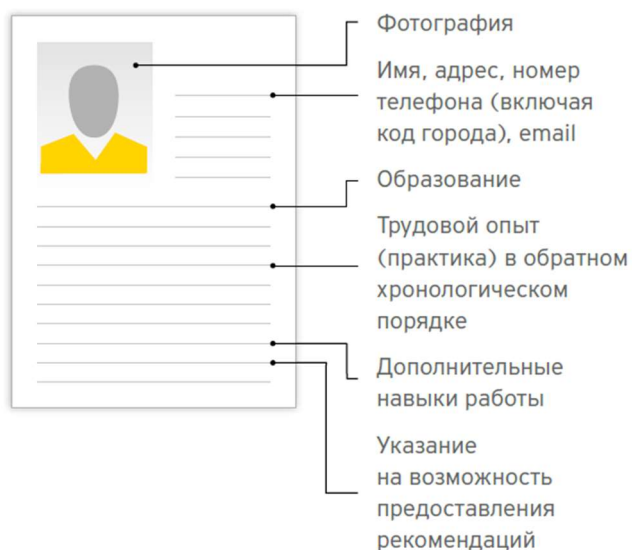 Фотография
Имя, адрес, номер
телефона (включая
код города), email
Образование
Трудовой опыт
(практика) в обратном
хронологическом
порядке
Дополнительные
навыки работы
Указание
на возможность
предоставления
рекомендаций